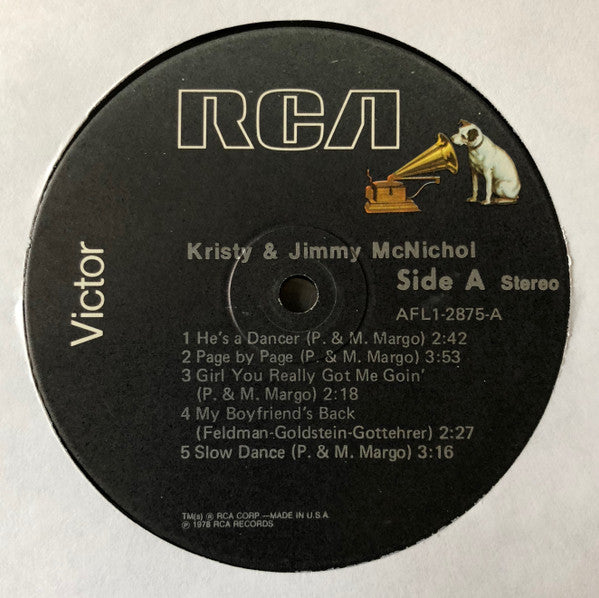 RCA
Victor
Kristy & Jimmy McNichol
Side A Stereo
AFL1-2875-A
1 He's a Dancer (P. & M. Margo) 2:42
2 Page by Page (P. & M. Margo) 3:53
3 Girl You Really Got Me Goin'
(P. & M. Margo) 2:18
4 My Boyfriend's Back
(Feldman-Goldstein-Gottehrer) 2:27
5 Slow Dance (P. & M. Margo) 3:16
TM(s) ® RCA CORP.—MADE IN U.S.A.
℗ 1978 RCA RECORDS